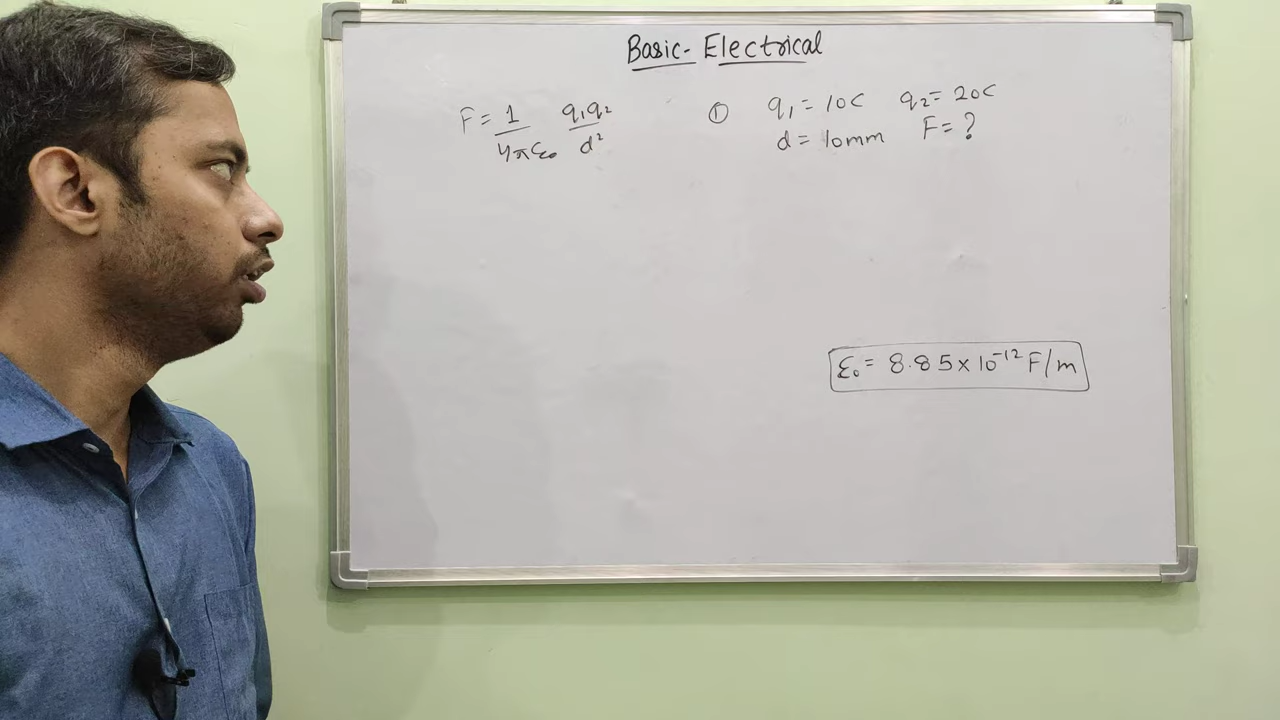 Basic- Electrical
F = 1/4πε₀ q₁q₂/d²
① q₁ = 10C q₂ = 20C
d = 10mm F = ?
ε₀ = 8.85 x 10⁻¹² F/m